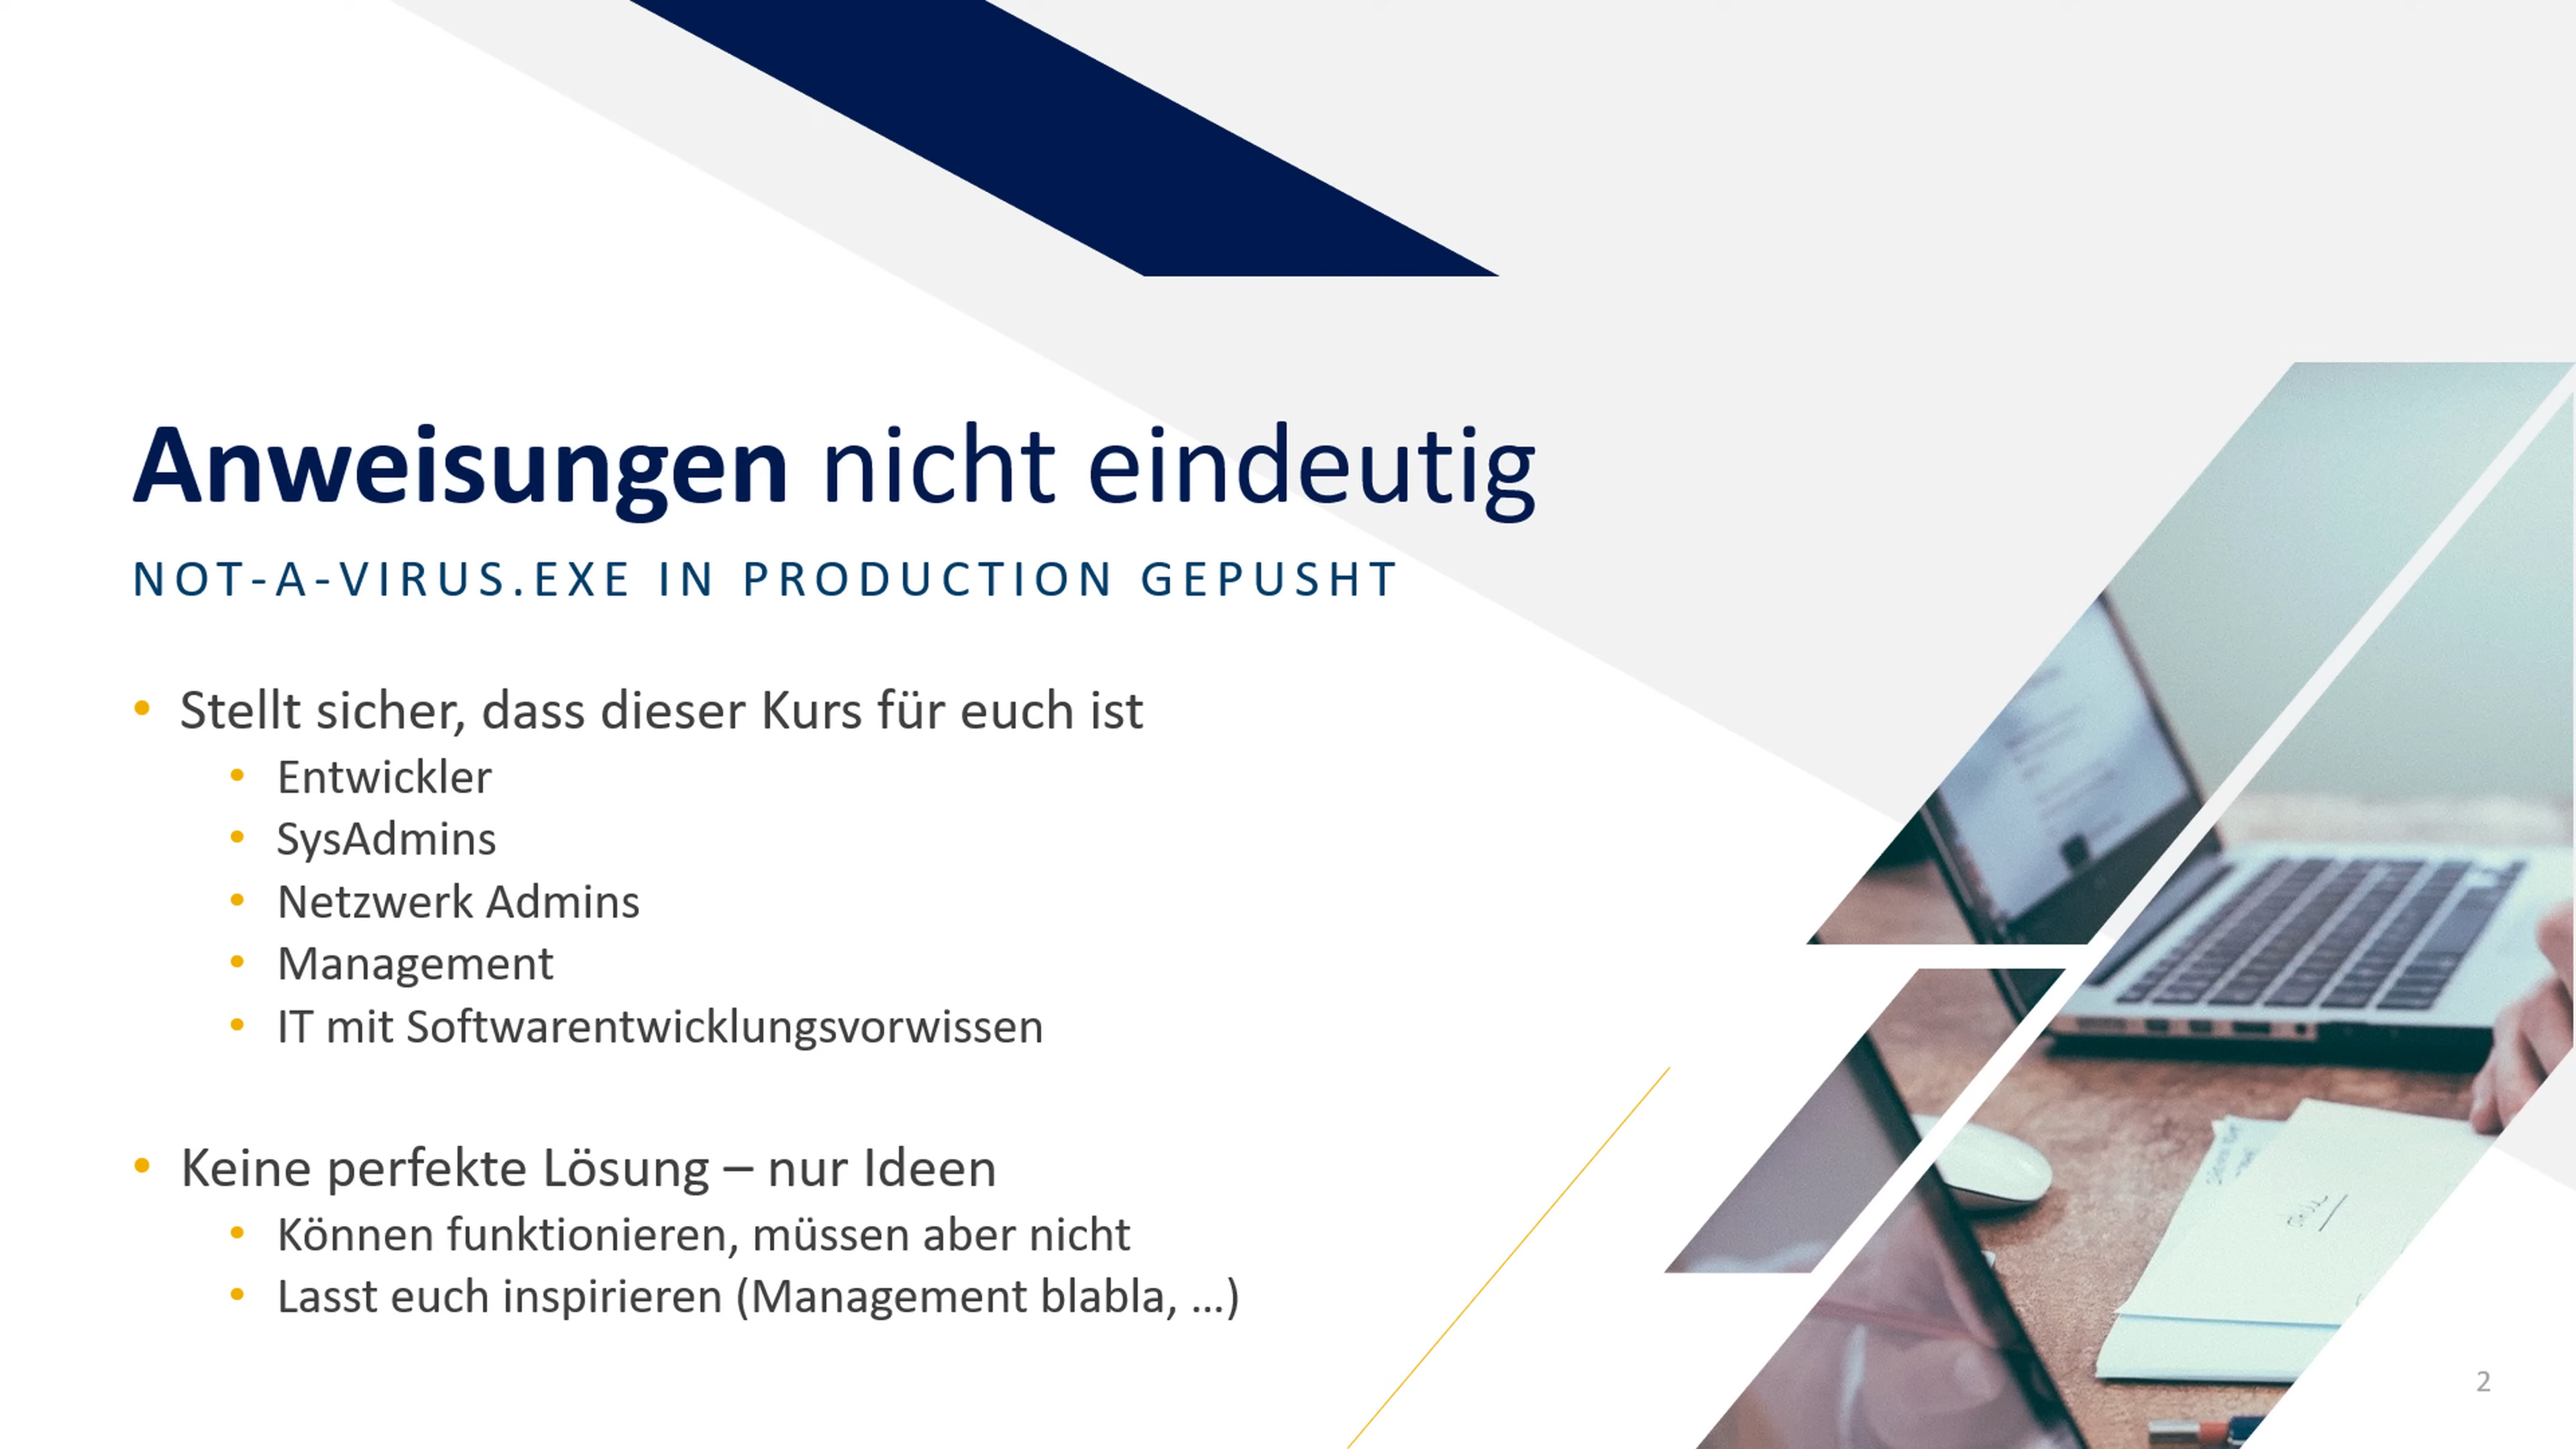 Anweisungen nicht eindeutig
NOT-A-VIRUS.EXE IN PRODUCTION GEPUSHT
• Stellt sicher, dass dieser Kurs für euch ist
• Entwickler
• SysAdmins
• Netzwerk Admins
• Management
• IT mit Softwarentwicklungsvorwissen
• Keine perfekte Lösung – nur Ideen
• Können funktionieren, müssen aber nicht
• Lasst euch inspirieren (Management blabla, ...)
2